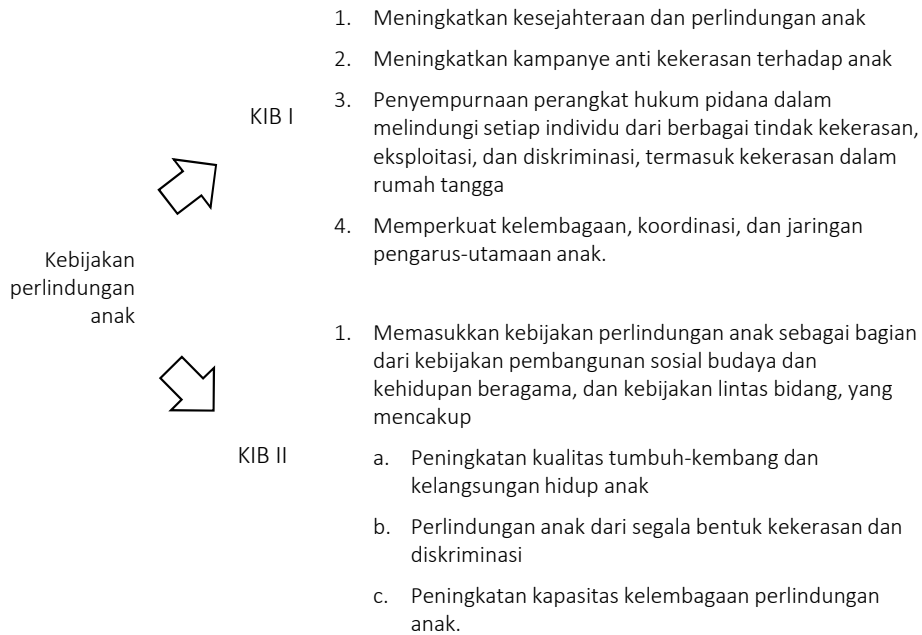 Kebijakan
perlindungan
anak
KIB I
1. Meningkatkan kesejahteraan dan perlindungan anak
2. Meningkatkan kampanye anti kekerasan terhadap anak
3. Penyempurnaan perangkat hukum pidana dalam
melindungi setiap individu dari berbagai tindak kekerasan,
eksploitasi, dan diskriminasi, termasuk kekerasan dalam
rumah tangga
4. Memperkuat kelembagaan, koordinasi, dan jaringan
pengarus-utamaan anak.
KIB II
1. Memasukkan kebijakan perlindungan anak sebagai bagian
dari kebijakan pembangunan sosial budaya dan
kehidupan beragama, dan kebijakan lintas bidang, yang
mencakup
a. Peningkatan kualitas tumbuh-kembang dan
kelangsungan hidup anak
b. Perlindungan anak dari segala bentuk kekerasan dan
diskriminasi
c. Peningkatan kapasitas kelembagaan perlindungan
anak.